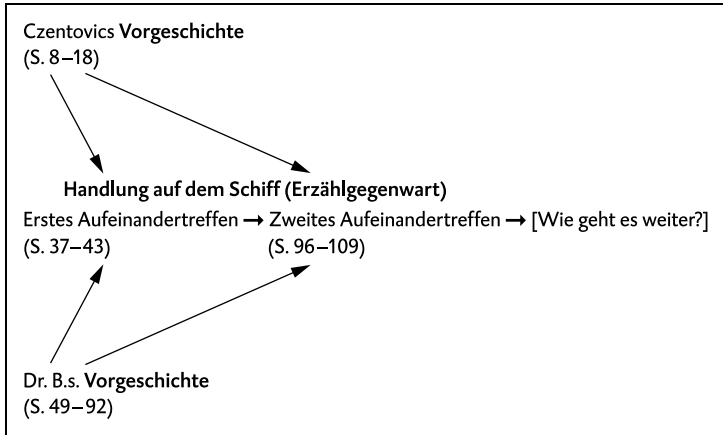 Czentovics Vorgeschichte
(S. 8–18)
Handlung auf dem Schiff (Erzählgegenwart)
Erstes Aufeinandertreffen → Zweites Aufeinandertreffen → [Wie geht es weiter?]
(S. 37–43) (S. 96–109)
Dr. B.s. Vorgeschichte
(S. 49–92)